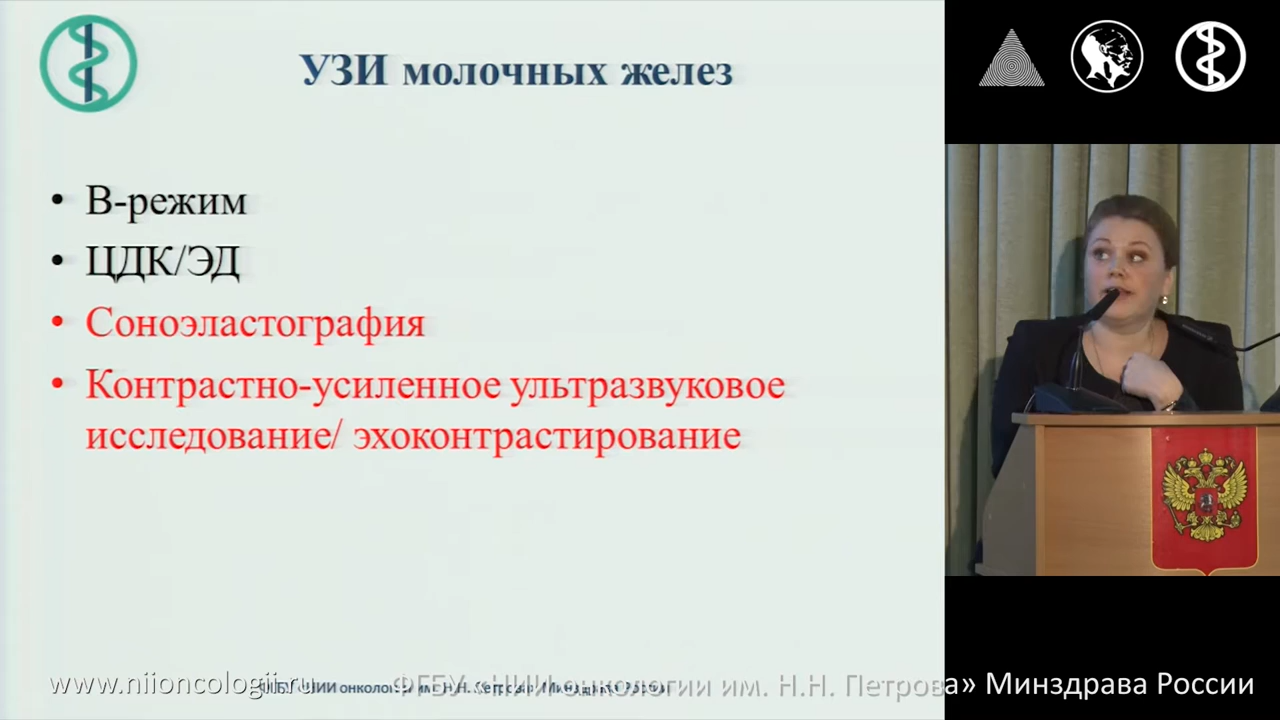 УЗИ молочных желез
• В-режим
• ЦДК/ЭД
• Соноэластография
• Контрастно-усиленное ультразвуковое
исследование/ эхоконтрастирование
www.niioncologii.ru
ФГБУ «НИИ онкологии им. Н.Н. Петрова» Минздрава России